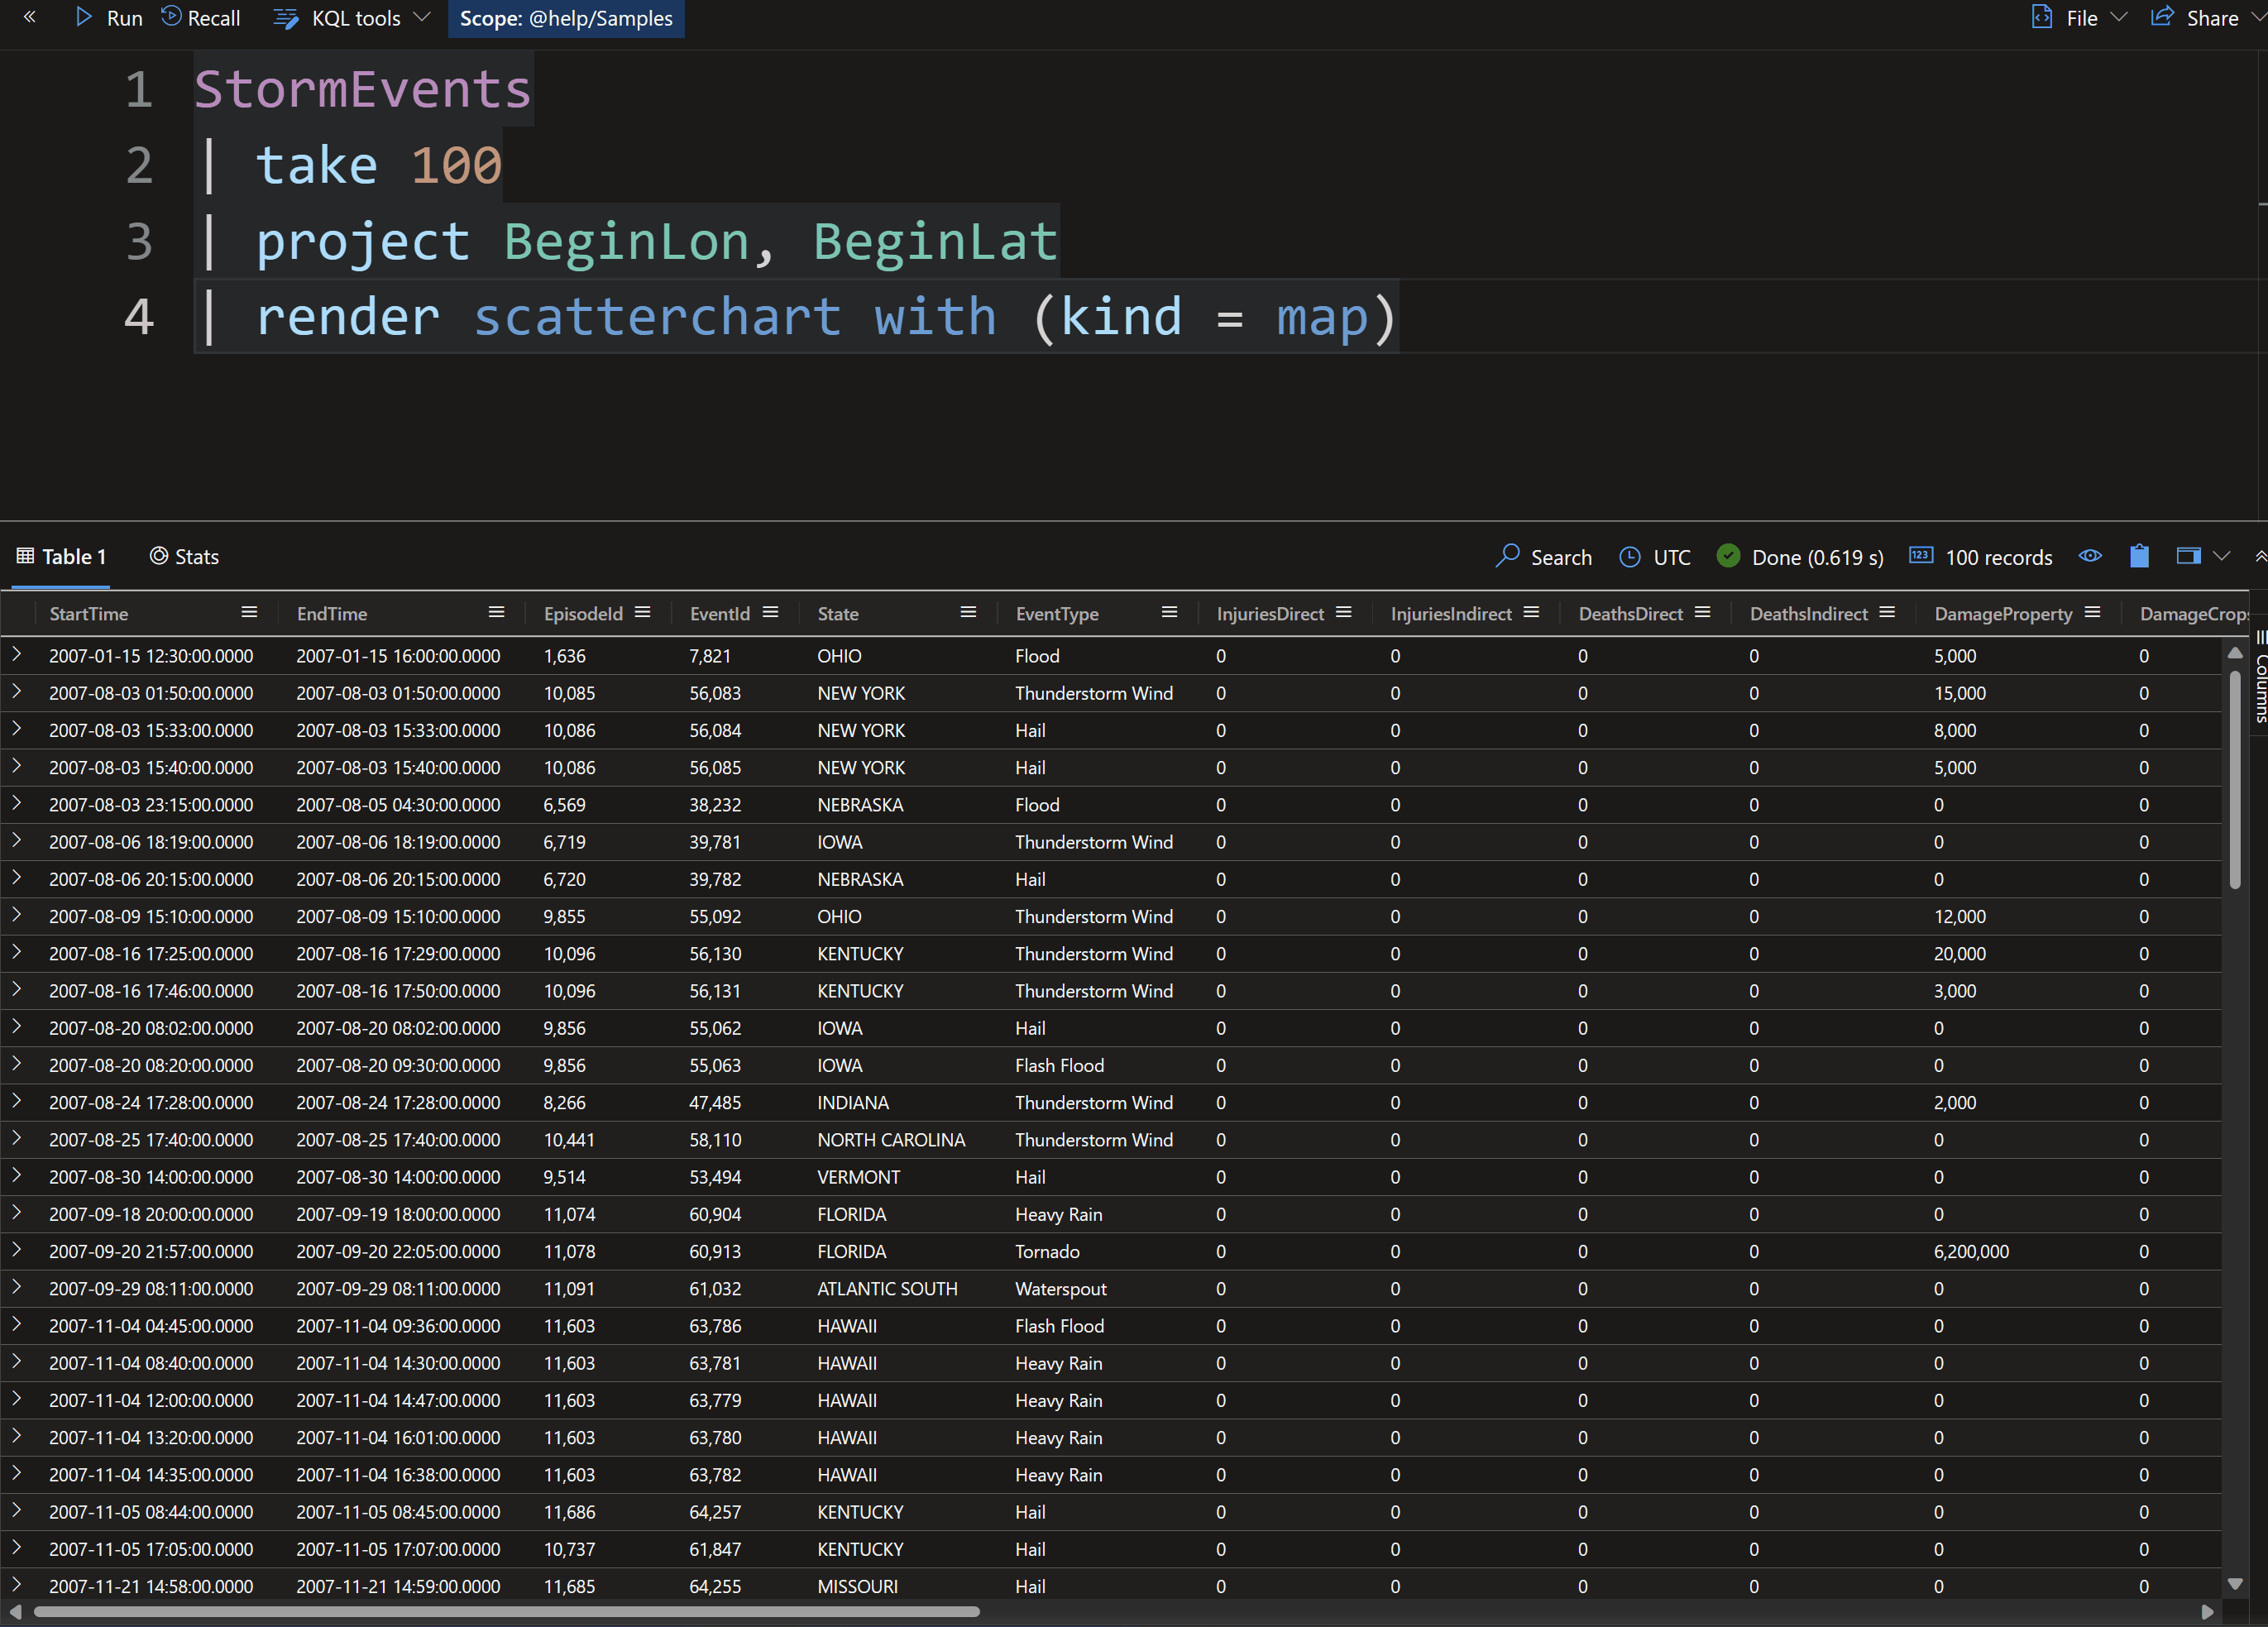 Run Recall KQL tools Scope: @help/Samples File Share
1 StormEvents
2 | take 100
3 | project BeginLon, BeginLat
4 | render scatterchart with (kind = map)
Table 1 Stats Search UTC Done (0.619 s) 123 100 records
StartTime EndTime EpisodeId EventId State EventType InjuriesDirect InjuriesIndirect DeathsDirect DeathsIndirect DamageProperty DamageCrops
Columns
2007-01-15 12:30:00.0000 2007-01-15 16:00:00.0000 1,636 7,821 OHIO Flood 0 0 0 0 5,000 0
2007-08-03 01:50:00.0000 2007-08-03 01:50:00.0000 10,085 56,083 NEW YORK Thunderstorm Wind 0 0 0 0 15,000 0
2007-08-03 15:33:00.0000 2007-08-03 15:33:00.0000 10,086 56,084 NEW YORK Hail 0 0 0 0 8,000 0
2007-08-03 15:40:00.0000 2007-08-03 15:40:00.0000 10,086 56,085 NEW YORK Hail 0 0 0 0 5,000 0
2007-08-03 23:15:00.0000 2007-08-05 04:30:00.0000 6,569 38,232 NEBRASKA Flood 0 0 0 0 0 0
2007-08-06 18:19:00.0000 2007-08-06 18:19:00.0000 6,719 39,781 IOWA Thunderstorm Wind 0 0 0 0 0 0
2007-08-06 20:15:00.0000 2007-08-06 20:15:00.0000 6,720 39,782 NEBRASKA Hail 0 0 0 0 0 0
2007-08-09 15:10:00.0000 2007-08-09 15:10:00.0000 9,855 55,092 OHIO Thunderstorm Wind 0 0 0 0 12,000 0
2007-08-16 17:25:00.0000 2007-08-16 17:29:00.0000 10,096 56,130 KENTUCKY Thunderstorm Wind 0 0 0 0 20,000 0
2007-08-16 17:46:00.0000 2007-08-16 17:50:00.0000 10,096 56,131 KENTUCKY Thunderstorm Wind 0 0 0 0 3,000 0
2007-08-20 08:02:00.0000 2007-08-20 08:02:00.0000 9,856 55,062 IOWA Hail 0 0 0 0 0 0
2007-08-20 08:20:00.0000 2007-08-20 09:30:00.0000 9,856 55,063 IOWA Flash Flood 0 0 0 0 0 0
2007-08-24 17:28:00.0000 2007-08-24 17:28:00.0000 8,266 47,485 INDIANA Thunderstorm Wind 0 0 0 0 2,000 0
2007-08-25 17:40:00.0000 2007-08-25 17:40:00.0000 10,441 58,110 NORTH CAROLINA Thunderstorm Wind 0 0 0 0 0 0
2007-08-30 14:00:00.0000 2007-08-30 14:00:00.0000 9,514 53,494 VERMONT Hail 0 0 0 0 0 0
2007-09-18 20:00:00.0000 2007-09-19 18:00:00.0000 11,074 60,904 FLORIDA Heavy Rain 0 0 0 0 0 0
2007-09-20 21:57:00.0000 2007-09-20 22:05:00.0000 11,078 60,913 FLORIDA Tornado 0 0 0 0 6,200,000 0
2007-09-29 08:11:00.0000 2007-09-29 08:11:00.0000 11,091 61,032 ATLANTIC SOUTH Waterspout 0 0 0 0 0 0
2007-11-04 04:45:00.0000 2007-11-04 09:36:00.0000 11,603 63,786 HAWAII Flash Flood 0 0 0 0 0 0
2007-11-04 08:40:00.0000 2007-11-04 14:30:00.0000 11,603 63,781 HAWAII Heavy Rain 0 0 0 0 0 0
2007-11-04 12:00:00.0000 2007-11-04 14:47:00.0000 11,603 63,779 HAWAII Heavy Rain 0 0 0 0 0 0
2007-11-04 13:20:00.0000 2007-11-04 16:01:00.0000 11,603 63,780 HAWAII Heavy Rain 0 0 0 0 0 0
2007-11-04 14:35:00.0000 2007-11-04 16:38:00.0000 11,603 63,782 HAWAII Heavy Rain 0 0 0 0 0 0
2007-11-05 08:44:00.0000 2007-11-05 08:45:00.0000 11,686 64,257 KENTUCKY Hail 0 0 0 0 0 0
2007-11-05 17:05:00.0000 2007-11-05 17:07:00.0000 10,737 61,847 KENTUCKY Hail 0 0 0 0 0 0
2007-11-21 14:58:00.0000 2007-11-21 14:59:00.0000 11,685 64,255 MISSOURI Hail 0 0 0 0 0 0